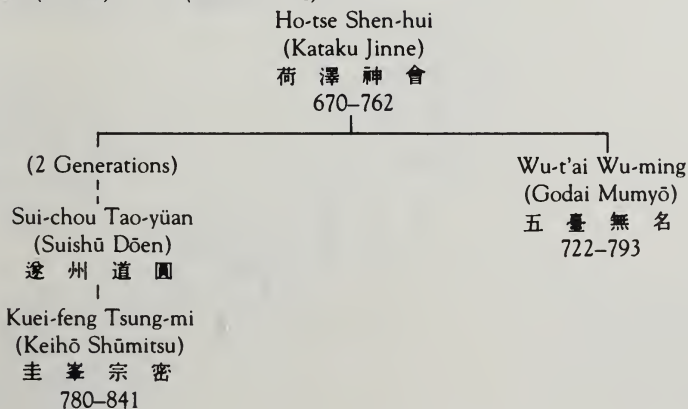 Ho-tse Shen-hui
(Kataku Jinne)
荷 澤 神 會
670–762
(2 Generations)
Sui-chou Tao-yüan
(Suishū Dōen)
遂 州 道 圓
Kuei-feng Tsung-mi
(Keihō Shūmitsu)
圭 峯 宗 密
780–841
Wu-t'ai Wu-ming
(Godai Mumyō)
五 臺 無 名
722–793